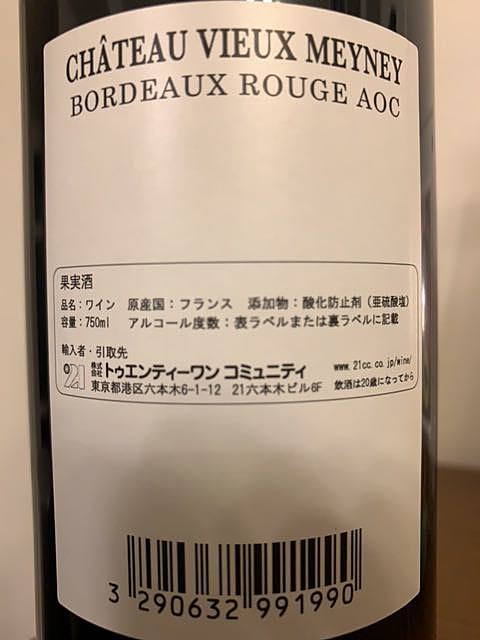 CHÂTEAU VIEUX MEYNEY
BORDEAUX ROUGE AOC
果実酒
品名：ワイン 原産国：フランス 添加物：酸化防止剤（亜硫酸塩）
容量：750ml アルコール度数：表ラベルまたは裏ラベルに記載
輸入者・引取先
21 株式会社 トゥエンティーワン コミュニティ www.21cc.co.jp/wine/
東京都港区六本木6-1-12 21六本木ビル6F 飲酒は20歳になってから
3 290632 991990